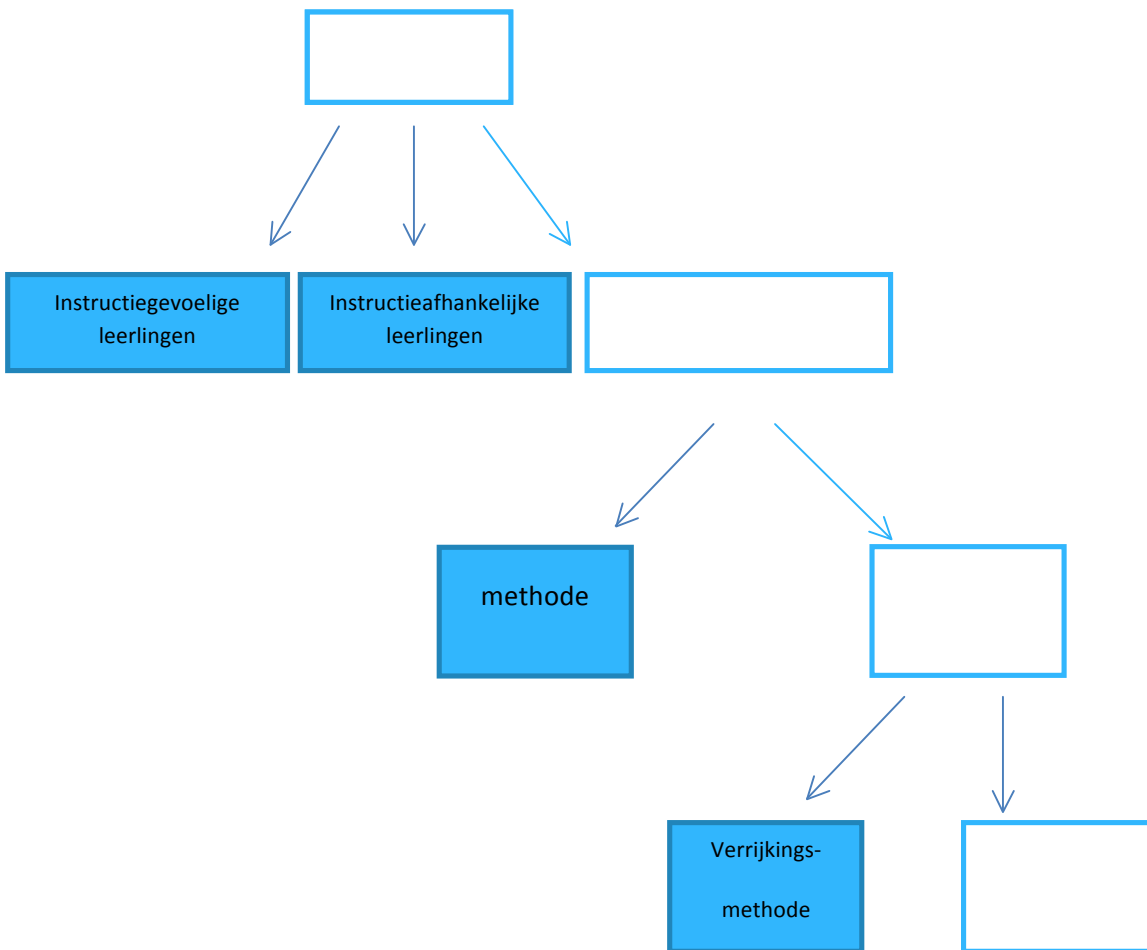 Instructiegevoelige
leerlingen
Instructieafhankelijke
leerlingen
methode
Verrijkings-
methode